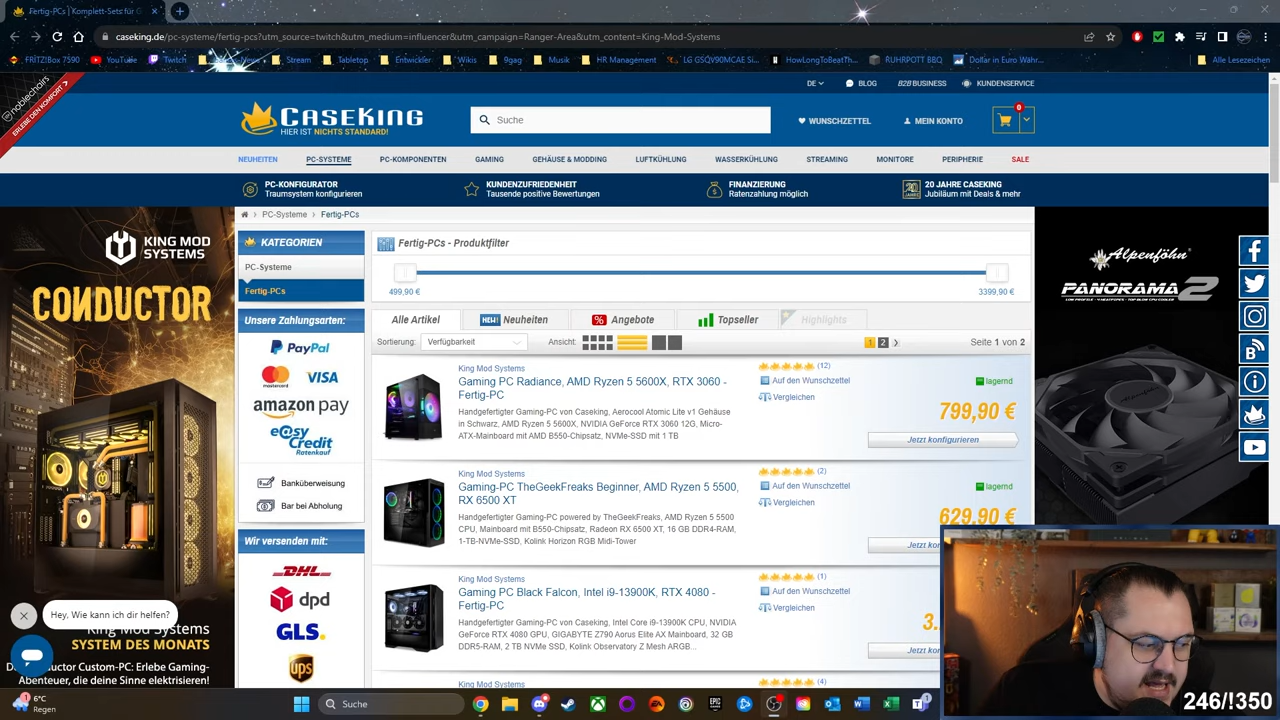 Fertig-PCs | Komplett-Sets für G
caseking.de/pc-systeme/fertig-pcs?utm_source=twitch&utm_medium=influencer&utm_campaign=Ranger-Area&utm_content=King-Mod-Systems
FRITZ!Box 7590
YouTube
Twitch
Stream
Tabletop
Entwickler
Wikis
9gag
Musik
HR Management
LG GSQV90MCAE Si...
HowLongToBeatTh...
RUHRPOTT BBQ
Dollar in Euro Währ...
Alle Lesezeichen
noblechairs
ERLEBE DEN KOMFORT
DE
BLOG
B2B BUSINESS
KUNDENSERVICE
CASEKING
HIER IST NICHTS STANDARD!
Suche
WUNSCHZETTEL
MEIN KONTO
0
NEUHEITEN
PC-SYSTEME
PC-KOMPONENTEN
GAMING
GEHÄUSE & MODDING
LUFTKÜHLUNG
WASSERKÜHLUNG
STREAMING
MONITORE
PERIPHERIE
SALE
PC-KONFIGURATOR
Traumsystem konfigurieren
KUNDENZUFRIEDENHEIT
Tausende positive Bewertungen
FINANZIERUNG
Ratenzahlung möglich
20 JAHRE CASEKING
Jubiläum mit Deals & mehr
PC-Systeme > Fertig-PCs
KING MOD
SYSTEMS
CONDUCTOR
KATEGORIEN
PC-Systeme
Fertig-PCs
Unsere Zahlungsarten:
PayPal
mastercard
VISA
amazon pay
easy
Credit
Ratenkauf
Banküberweisung
Bar bei Abholung
Wir versenden mit:
DHL
dpd
GLS.
ups
Fertig-PCs - Produktfilter
499,90 €
3399,90 €
Alle Artikel
NEW! Neuheiten
% Angebote
Topseller
Highlights
Sortierung:
Verfügbarkeit
Ansicht:
1 2
Seite 1 von 2
King Mod Systems
Gaming PC Radiance, AMD Ryzen 5 5600X, RTX 3060 -
Fertig-PC
Handgefertigter Gaming-PC von Caseking, Aerocool Atomic Lite v1 Gehäuse
in Schwarz, AMD Ryzen 5 5600X, NVIDIA GeForce RTX 3060 12G, Micro-
ATX-Mainboard mit AMD B550-Chipsatz, NVMe-SSD mit 1 TB
(12)
Auf den Wunschzettel
Vergleichen
lagernd
799,90 €
Jetzt konfigurieren
King Mod Systems
Gaming-PC TheGeekFreaks Beginner, AMD Ryzen 5 5500,
RX 6500 XT
Handgefertigter Gaming-PC powered by TheGeekFreaks, AMD Ryzen 5 5500
CPU, Mainboard mit B550-Chipsatz, Radeon RX 6500 XT, 16 GB DDR4-RAM,
1-TB-NVMe-SSD, Kolink Horizon RGB Midi-Tower
(2)
Auf den Wunschzettel
Vergleichen
lagernd
629,90 €
Jetzt kon
King Mod Systems
Gaming PC Black Falcon, Intel i9-13900K, RTX 4080 -
Fertig-PC
Handgefertigter Gaming-PC von Caseking, Intel Core i9-13900K CPU, NVIDIA
GeForce RTX 4080 GPU, GIGABYTE Z790 Aorus Elite AX Mainboard, 32 GB
DDR5-RAM, 2 TB NVMe SSD, Kolink Observatory Z Mesh ARGB...
(1)
Auf den Wunschzettel
Vergleichen
3.
Jetzt kon
King Mod Systems
(4)
Alpenföhn
PANORAMA 2
Hey, Wie kann ich dir helfen?
King Mod Systems
SYSTEM DES MONATS
Conductor Custom-PC: Erlebe Gaming-
Abenteuer, die deine Sinne elektrisieren!
6°C
Regen
Suche
EPIC
GAMES
1
246/!350